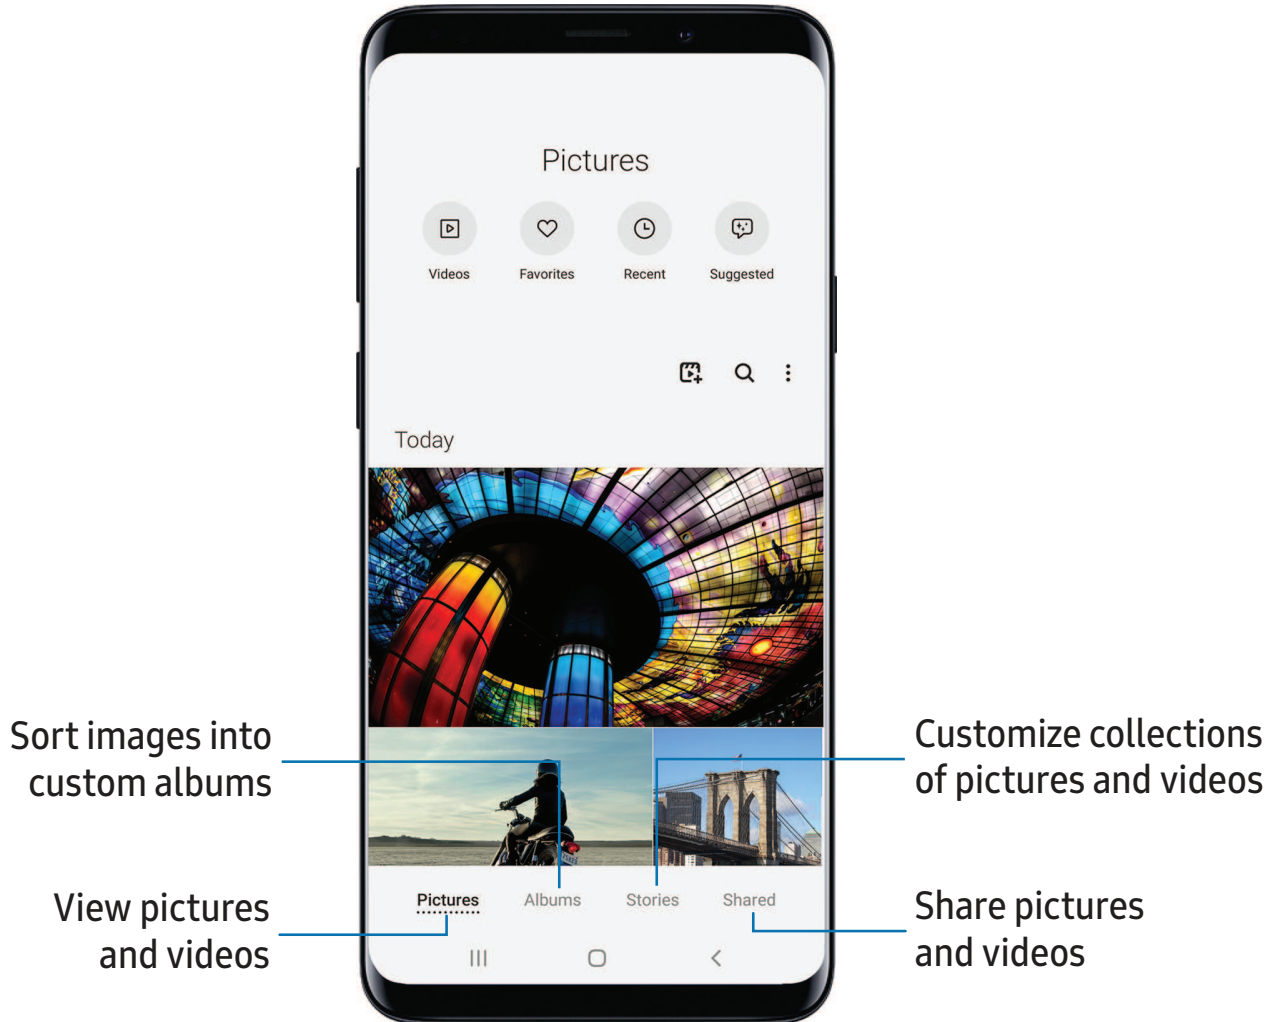 Pictures
Videos Favorites Recent Suggested
Today
Sort images into
custom albums
Customize collections
of pictures and videos
View pictures
and videos
Pictures Albums Stories Shared
Share pictures
and videos